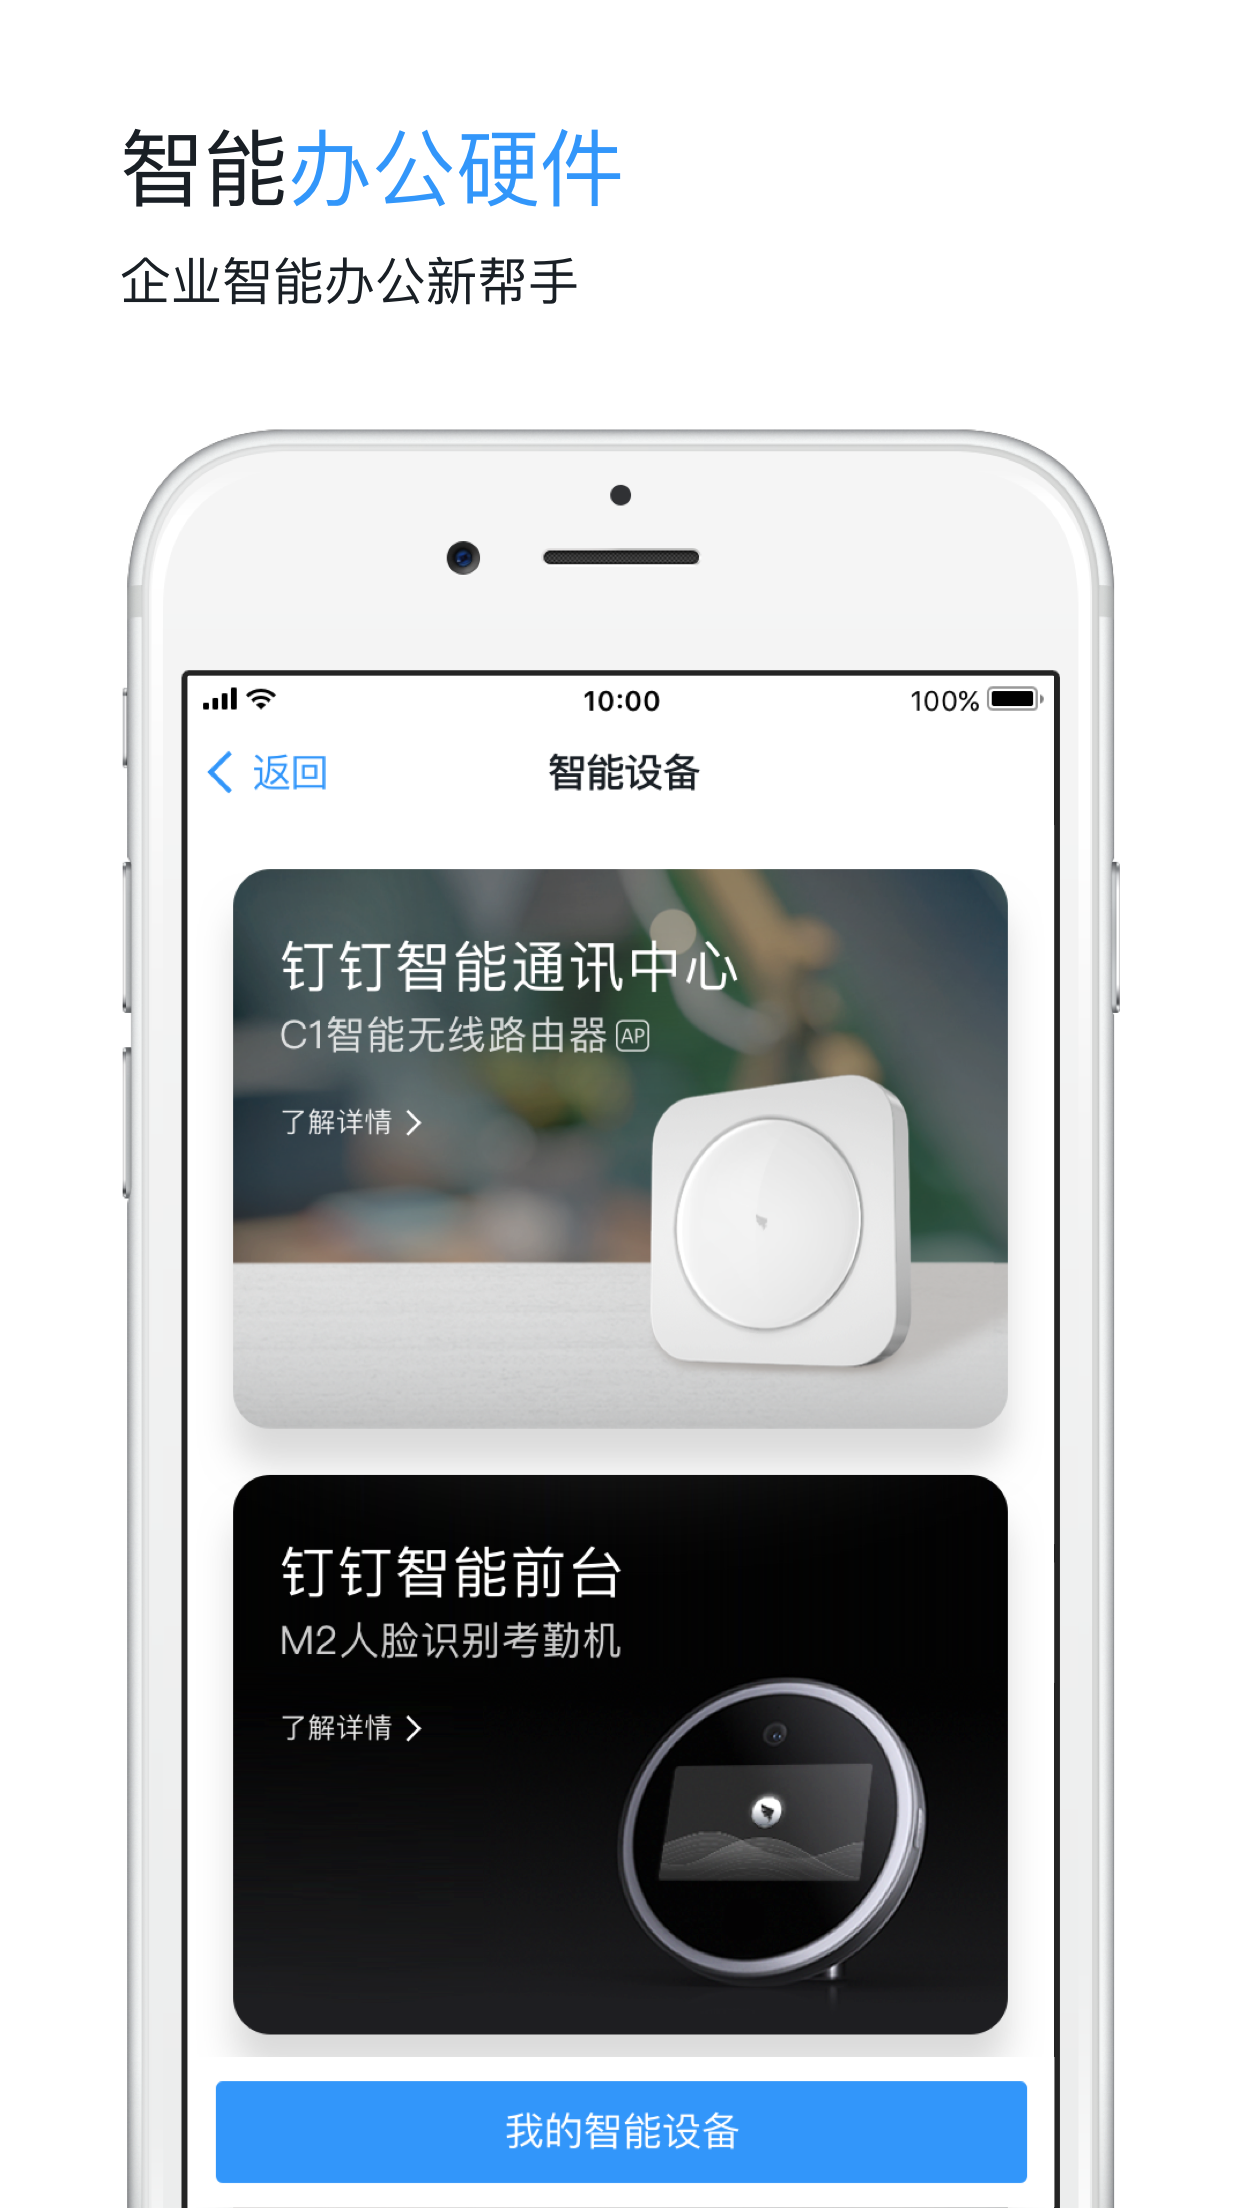 智能办公硬件
企业智能办公新帮手
10:00
100%
返回
智能设备
钉钉智能通讯中心
C1智能无线路由器 AP
了解详情
钉钉智能前台
M2人脸识别考勤机
了解详情
我的智能设备